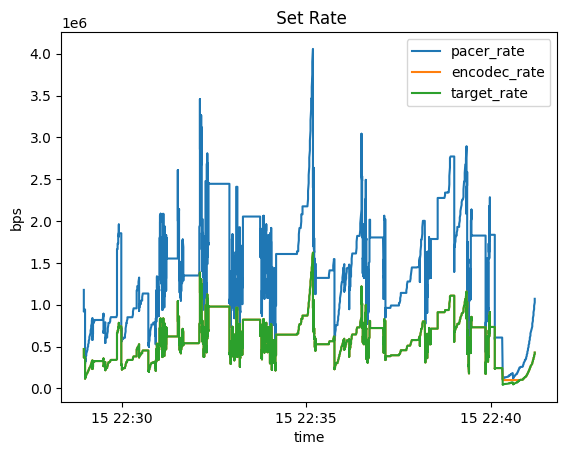 Set Rate
1e6
4.0
3.5
3.0
2.5
2.0
1.5
1.0
0.5
0.0
bps
pacer_rate
encodec_rate
target_rate
15 22:30
15 22:35
15 22:40
time